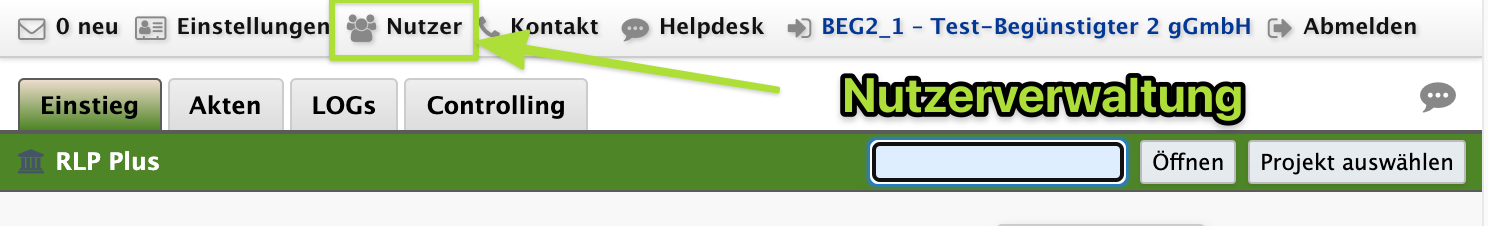 0 neu Einstellungen Nutzer Kontakt Helpdesk BEG2_1 – Test-Begünstigter 2 gGmbH Abmelden
Einstieg Akten LOGs Controlling Nutzerverwaltung
RLP Plus Öffnen Projekt auswählen